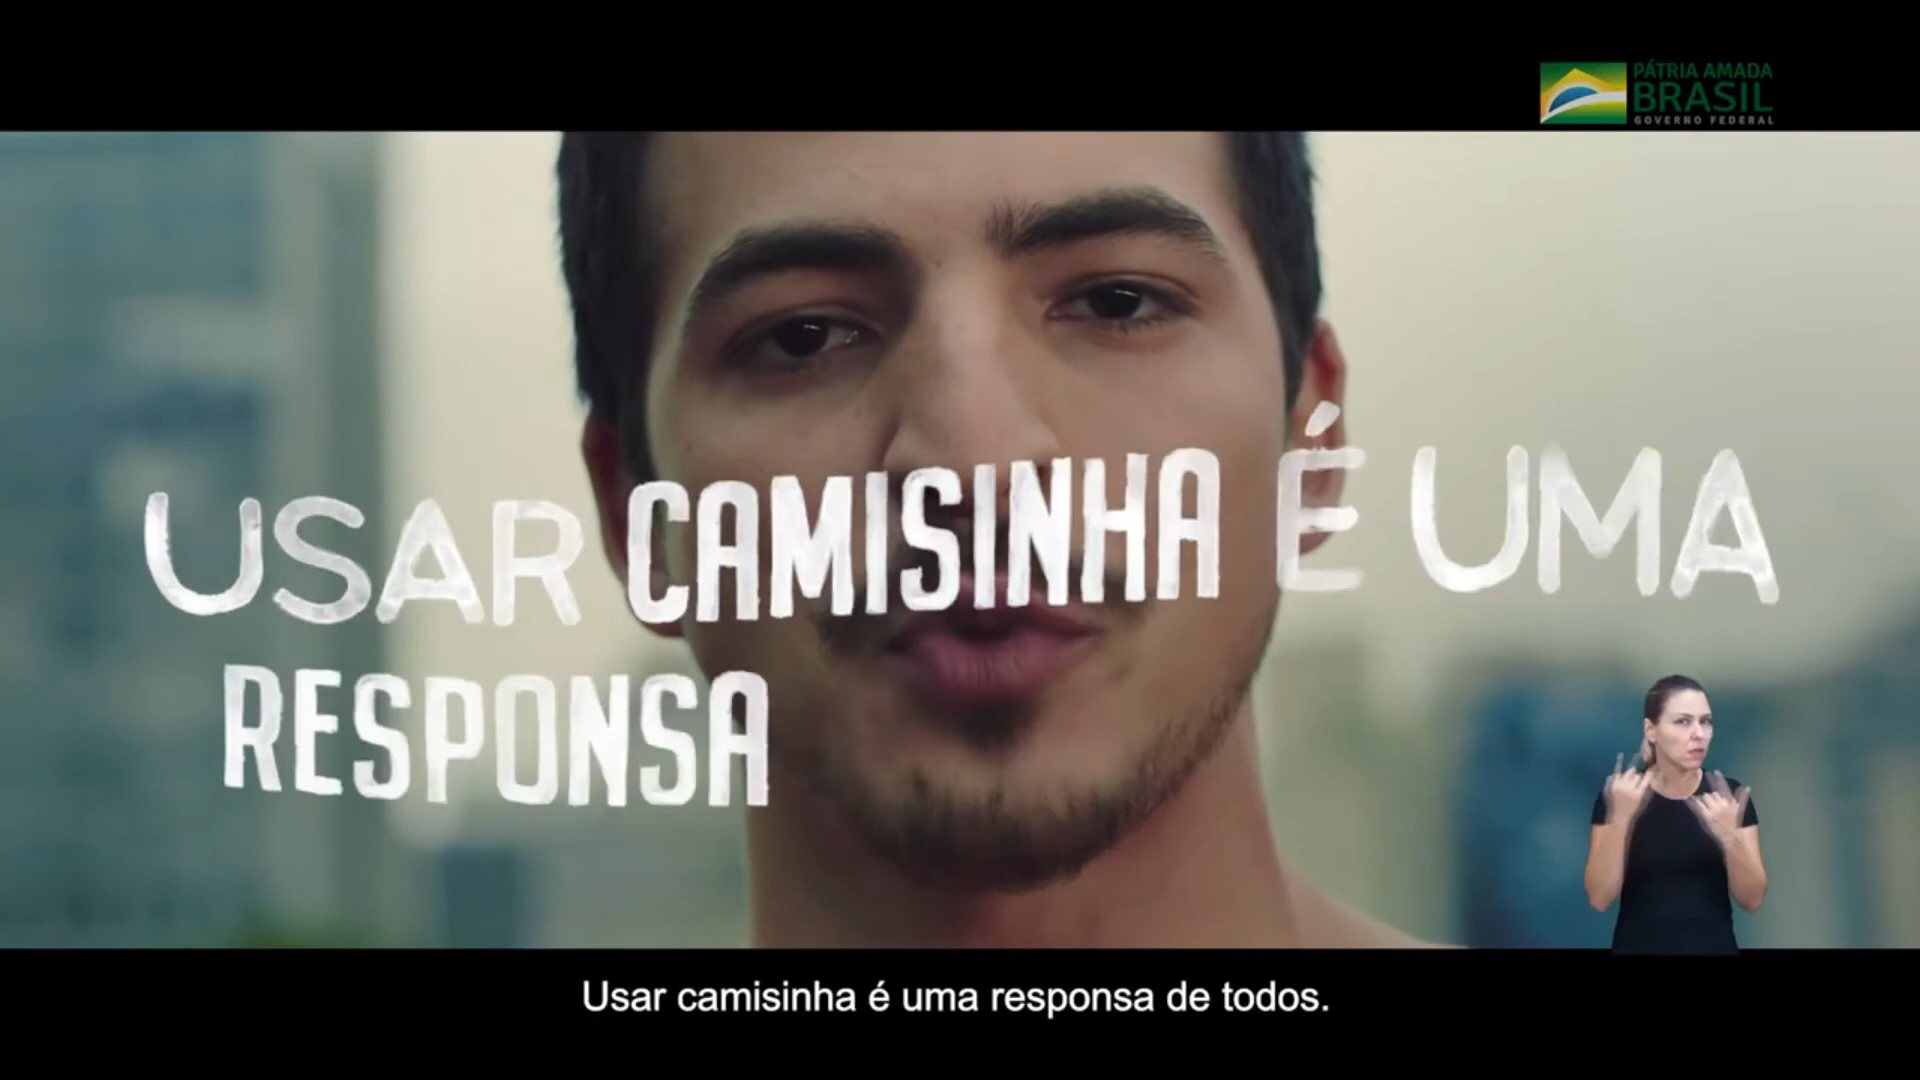 PÁTRIA AMADA
BRASIL
GOVERNO FEDERAL
USAR CAMISINHA É UMA
RESPONSA
Usar camisinha é uma responsa de todos.